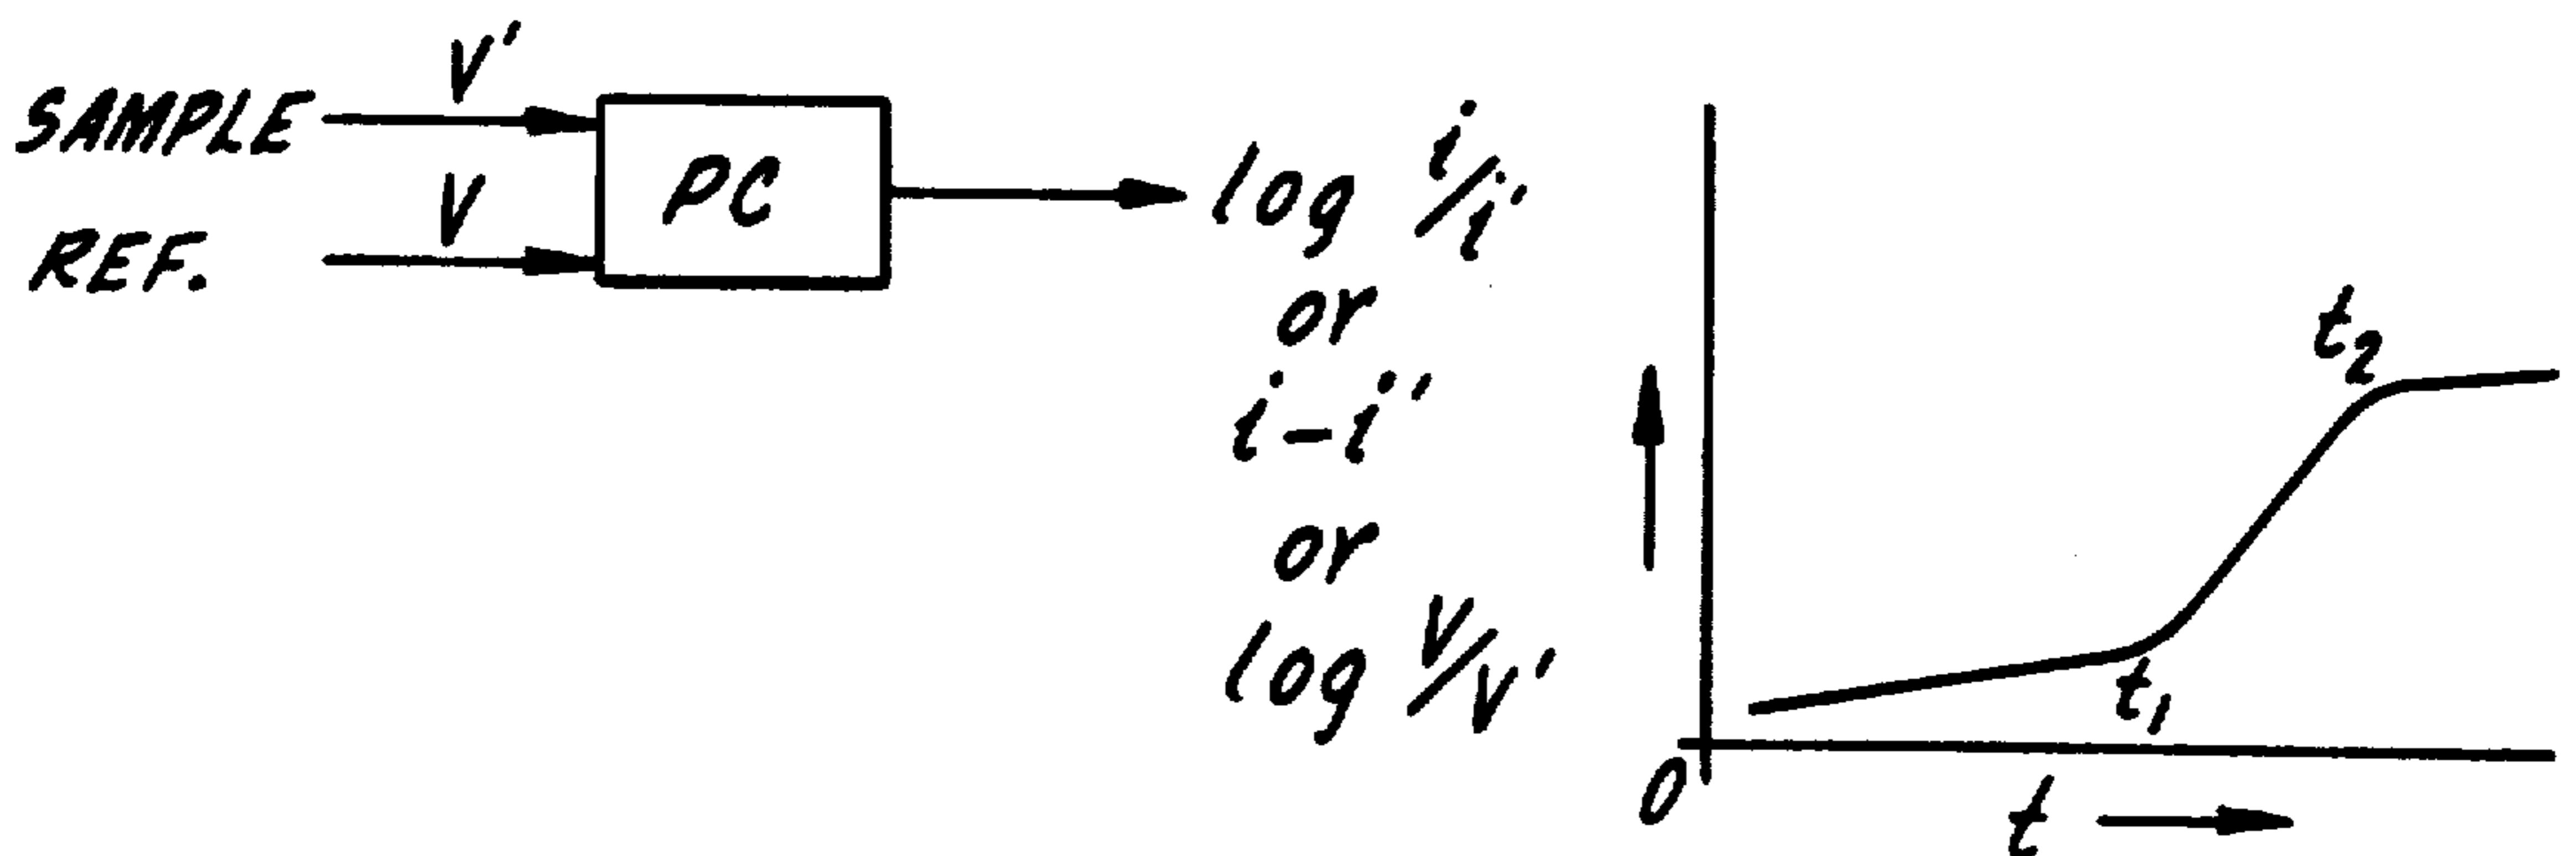 SAMPLE
V'
REF.
V
PC
log i/i'
or
i-i'
or
log V/V'
t2
t1
0
t